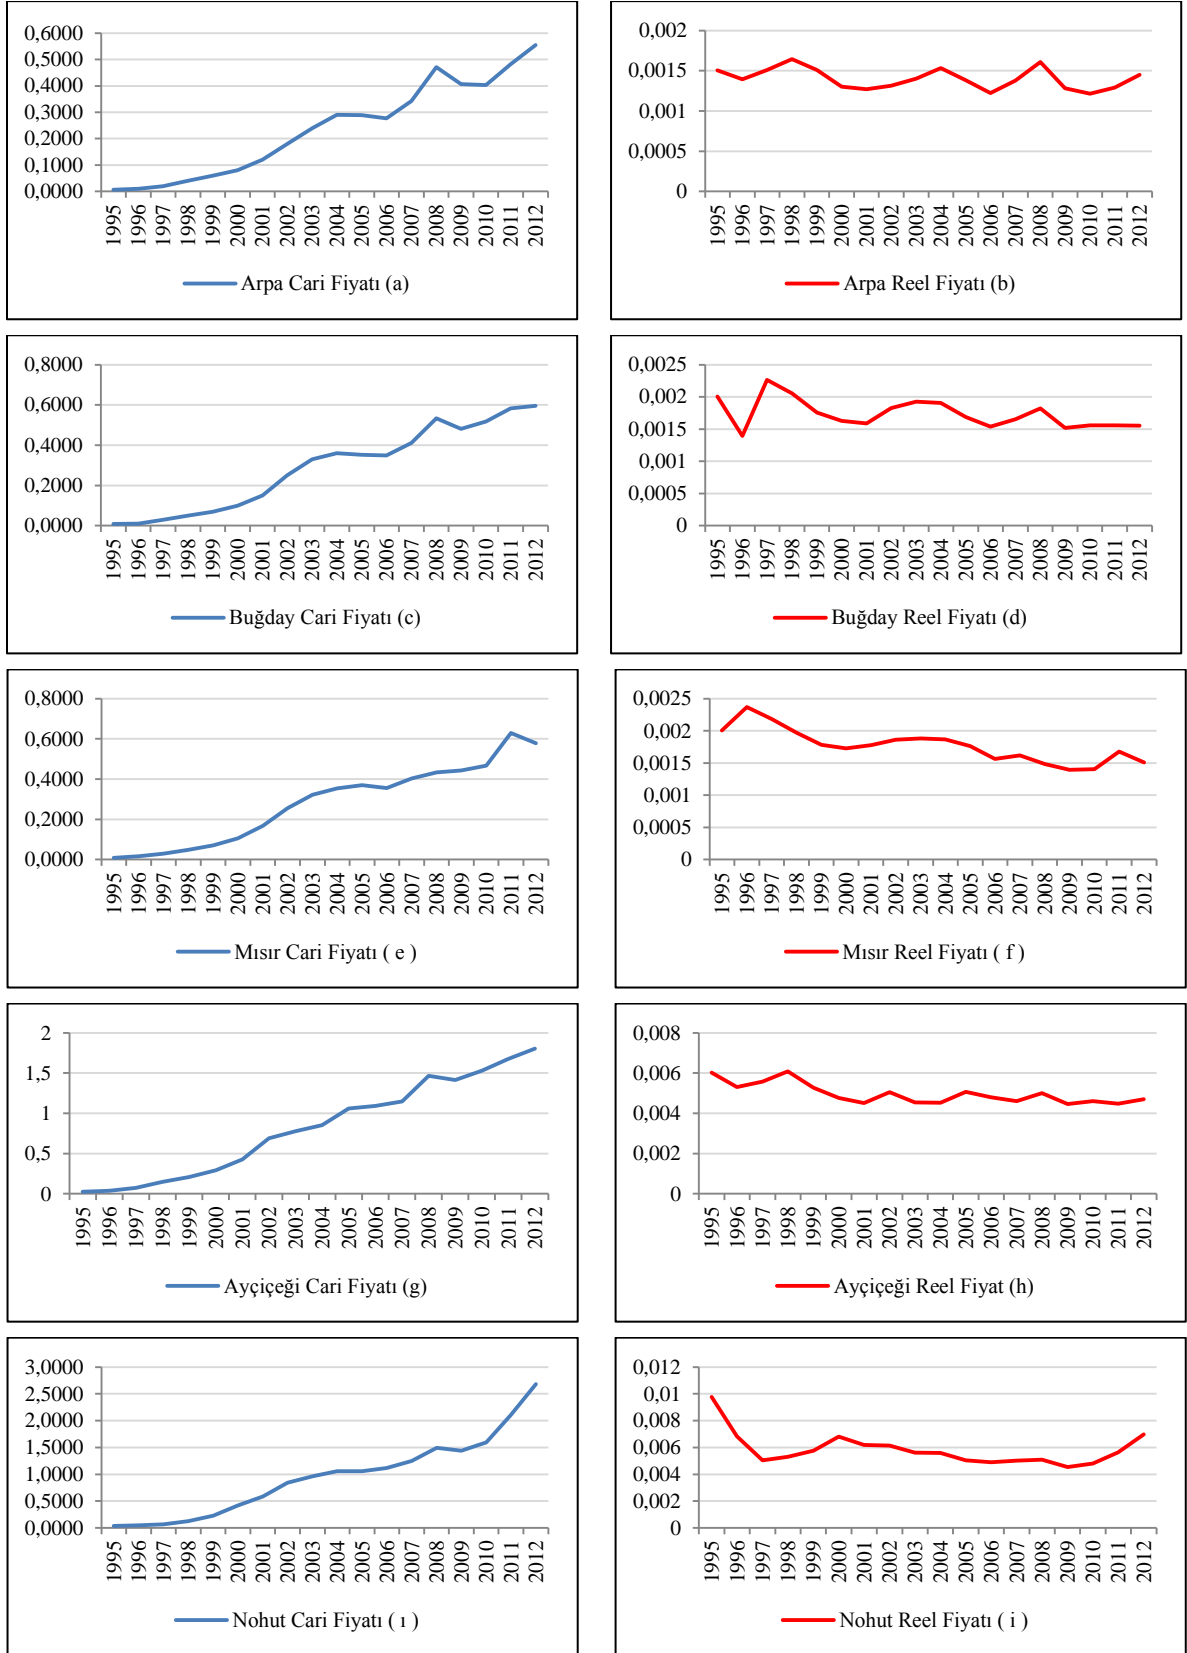 0,6000
0,5000
0,4000
0,3000
0,2000
0,1000
0,0000
1995 1996 1997 1998 1999 2000 2001 2002 2003 2004 2005 2006 2007 2008 2009 2010 2011 2012
Arpa Cari Fiyatı (a)
0,002
0,0015
0,001
0,0005
0
1995 1996 1997 1998 1999 2000 2001 2002 2003 2004 2005 2006 2007 2008 2009 2010 2011 2012
Arpa Reel Fiyatı (b)
0,8000
0,6000
0,4000
0,2000
0,0000
1995 1996 1997 1998 1999 2000 2001 2002 2003 2004 2005 2006 2007 2008 2009 2010 2011 2012
Buğday Cari Fiyatı (c)
0,0025
0,002
0,0015
0,001
0,0005
0
1995 1996 1997 1998 1999 2000 2001 2002 2003 2004 2005 2006 2007 2008 2009 2010 2011 2012
Buğday Reel Fiyatı (d)
0,8000
0,6000
0,4000
0,2000
0,0000
1995 1996 1997 1998 1999 2000 2001 2002 2003 2004 2005 2006 2007 2008 2009 2010 2011 2012
Mısır Cari Fiyatı ( e )
0,0025
0,002
0,0015
0,001
0,0005
0
1995 1996 1997 1998 1999 2000 2001 2002 2003 2004 2005 2006 2007 2008 2009 2010 2011 2012
Mısır Reel Fiyatı ( f )
2
1,5
1
0,5
0
1995 1996 1997 1998 1999 2000 2001 2002 2003 2004 2005 2006 2007 2008 2009 2010 2011 2012
Ayçiçeği Cari Fiyatı (g)
0,008
0,006
0,004
0,002
0
1995 1996 1997 1998 1999 2000 2001 2002 2003 2004 2005 2006 2007 2008 2009 2010 2011 2012
Ayçiçeği Reel Fiyat (h)
3,0000
2,5000
2,0000
1,5000
1,0000
0,5000
0,0000
1995 1996 1997 1998 1999 2000 2001 2002 2003 2004 2005 2006 2007 2008 2009 2010 2011 2012
Nohut Cari Fiyatı ( ı )
0,012
0,01
0,008
0,006
0,004
0,002
0
1995 1996 1997 1998 1999 2000 2001 2002 2003 2004 2005 2006 2007 2008 2009 2010 2011 2012
Nohut Reel Fiyatı ( i )